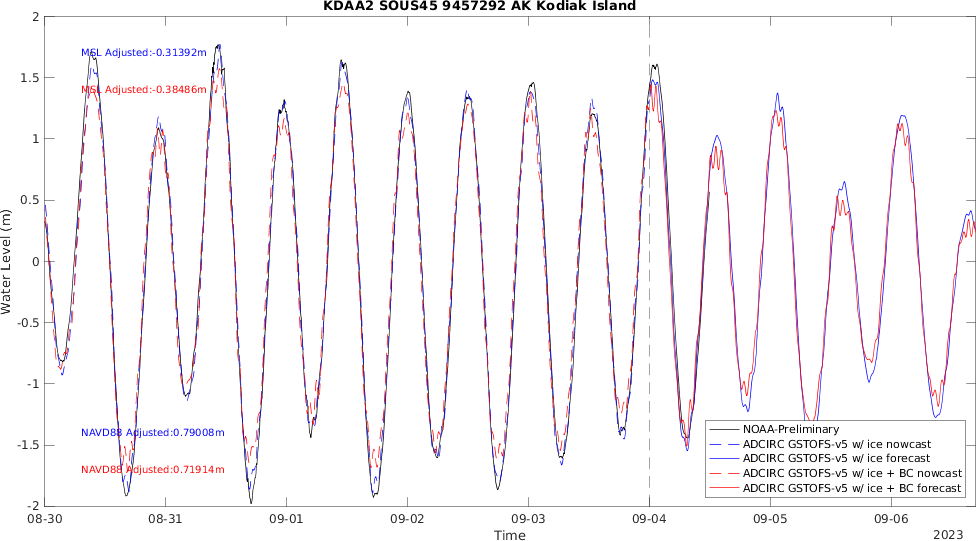 KDAA2 SOUS45 9457292 AK Kodiak Island
2
1.5
1
0.5
0
-0.5
-1
-1.5
-2
Water Level (m)
MSL Adjusted:-0.31392m
MSL Adjusted:-0.38486m
NAVD88 Adjusted:0.79008m
NAVD88 Adjusted:0.71914m
NOAA-Preliminary
ADCIRC GSTOFS-v5 w/ ice nowcast
ADCIRC GSTOFS-v5 w/ ice forecast
ADCIRC GSTOFS-v5 w/ ice + BC nowcast
ADCIRC GSTOFS-v5 w/ ice + BC forecast
08-30 08-31 09-01 09-02 09-03 09-04 09-05 09-06
Time
2023